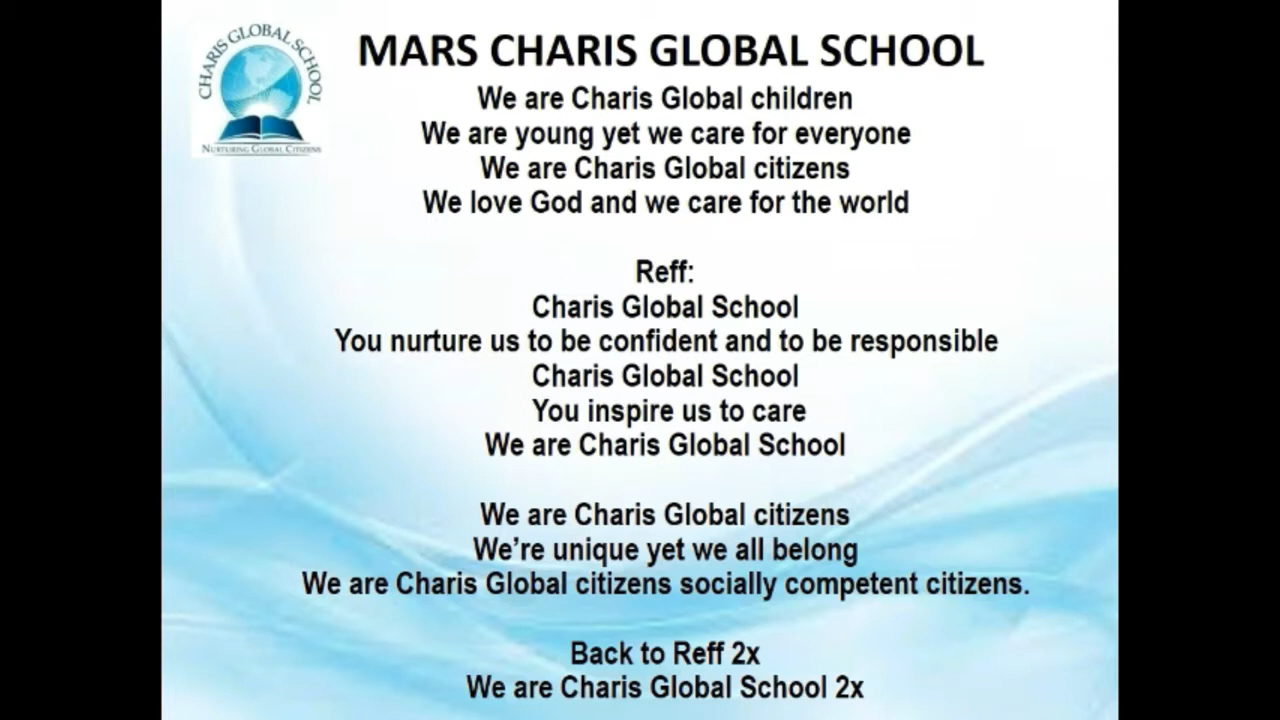 CHARIS GLOBAL SCHOOL
NURTURING GLOBAL CITIZENS
MARS CHARIS GLOBAL SCHOOL
We are Charis Global children
We are young yet we care for everyone
We are Charis Global citizens
We love God and we care for the world
Reff:
Charis Global School
You nurture us to be confident and to be responsible
Charis Global School
You inspire us to care
We are Charis Global School
We are Charis Global citizens
We’re unique yet we all belong
We are Charis Global citizens socially competent citizens.
Back to Reff 2x
We are Charis Global School 2x